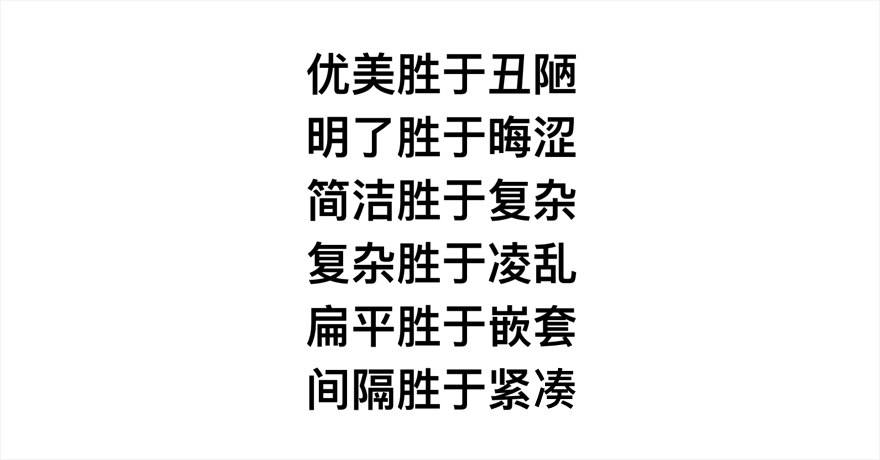 优美胜于丑陋
明了胜于晦涩
简洁胜于复杂
复杂胜于凌乱
扁平胜于嵌套
间隔胜于紧凑